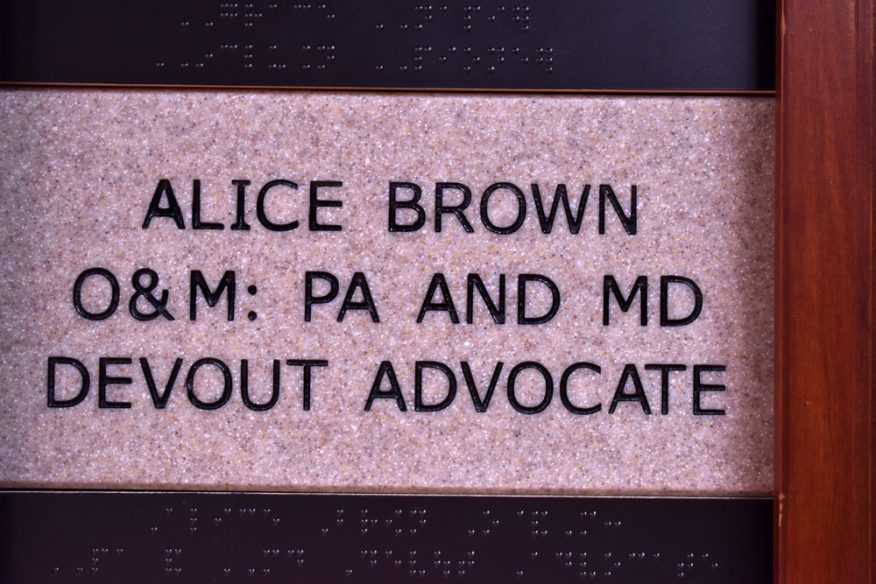 ALICE BROWN
O&M: PA AND MD
DEVOUT ADVOCATE